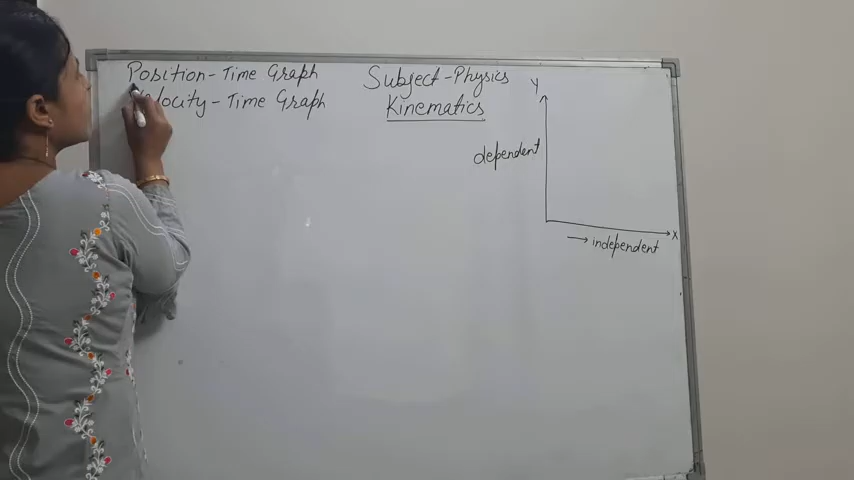 Position - Time Graph
Velocity - Time Graph
Subject - Physics
Kinematics
Y
dependent
X
→ independent